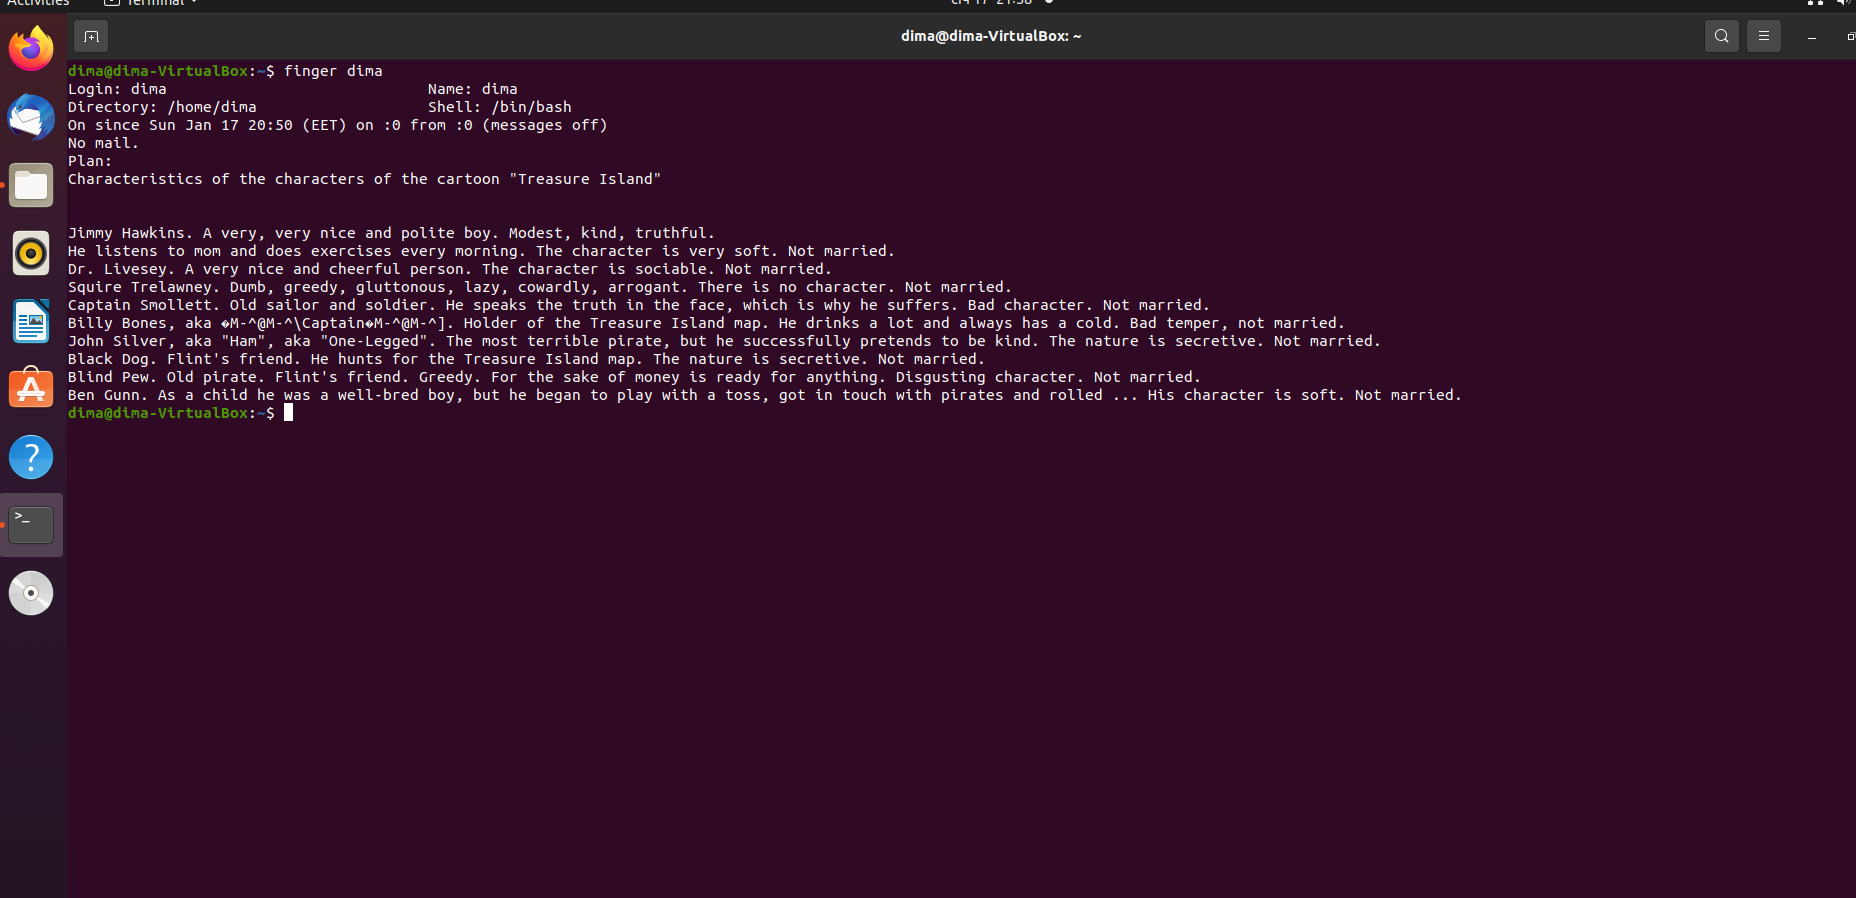 Activities Terminal
dima@dima-VirtualBox: ~
dima@dima-VirtualBox:~$ finger dima
Login: dima Name: dima
Directory: /home/dima Shell: /bin/bash
On since Sun Jan 17 20:50 (EET) on :0 from :0 (messages off)
No mail.
Plan:
Characteristics of the characters of the cartoon "Treasure Island"
Jimmy Hawkins. A very, very nice and polite boy. Modest, kind, truthful.
He listens to mom and does exercises every morning. The character is very soft. Not married.
Dr. Livesey. A very nice and cheerful person. The character is sociable. Not married.
Squire Trelawney. Dumb, greedy, gluttonous, lazy, cowardly, arrogant. There is no character. Not married.
Captain Smollett. Old sailor and soldier. He speaks the truth in the face, which is why he suffers. Bad character. Not married.
Billy Bones, aka �M-^@M-^\Captain�M-^@M-^]. Holder of the Treasure Island map. He drinks a lot and always has a cold. Bad temper, not married.
John Silver, aka "Ham", aka "One-Legged". The most terrible pirate, but he successfully pretends to be kind. The nature is secretive. Not married.
Black Dog. Flint's friend. He hunts for the Treasure Island map. The nature is secretive. Not married.
Blind Pew. Old pirate. Flint's friend. Greedy. For the sake of money is ready for anything. Disgusting character. Not married.
Ben Gunn. As a child he was a well-bred boy, but he began to play with a toss, got in touch with pirates and rolled ... His character is soft. Not married.
dima@dima-VirtualBox:~$